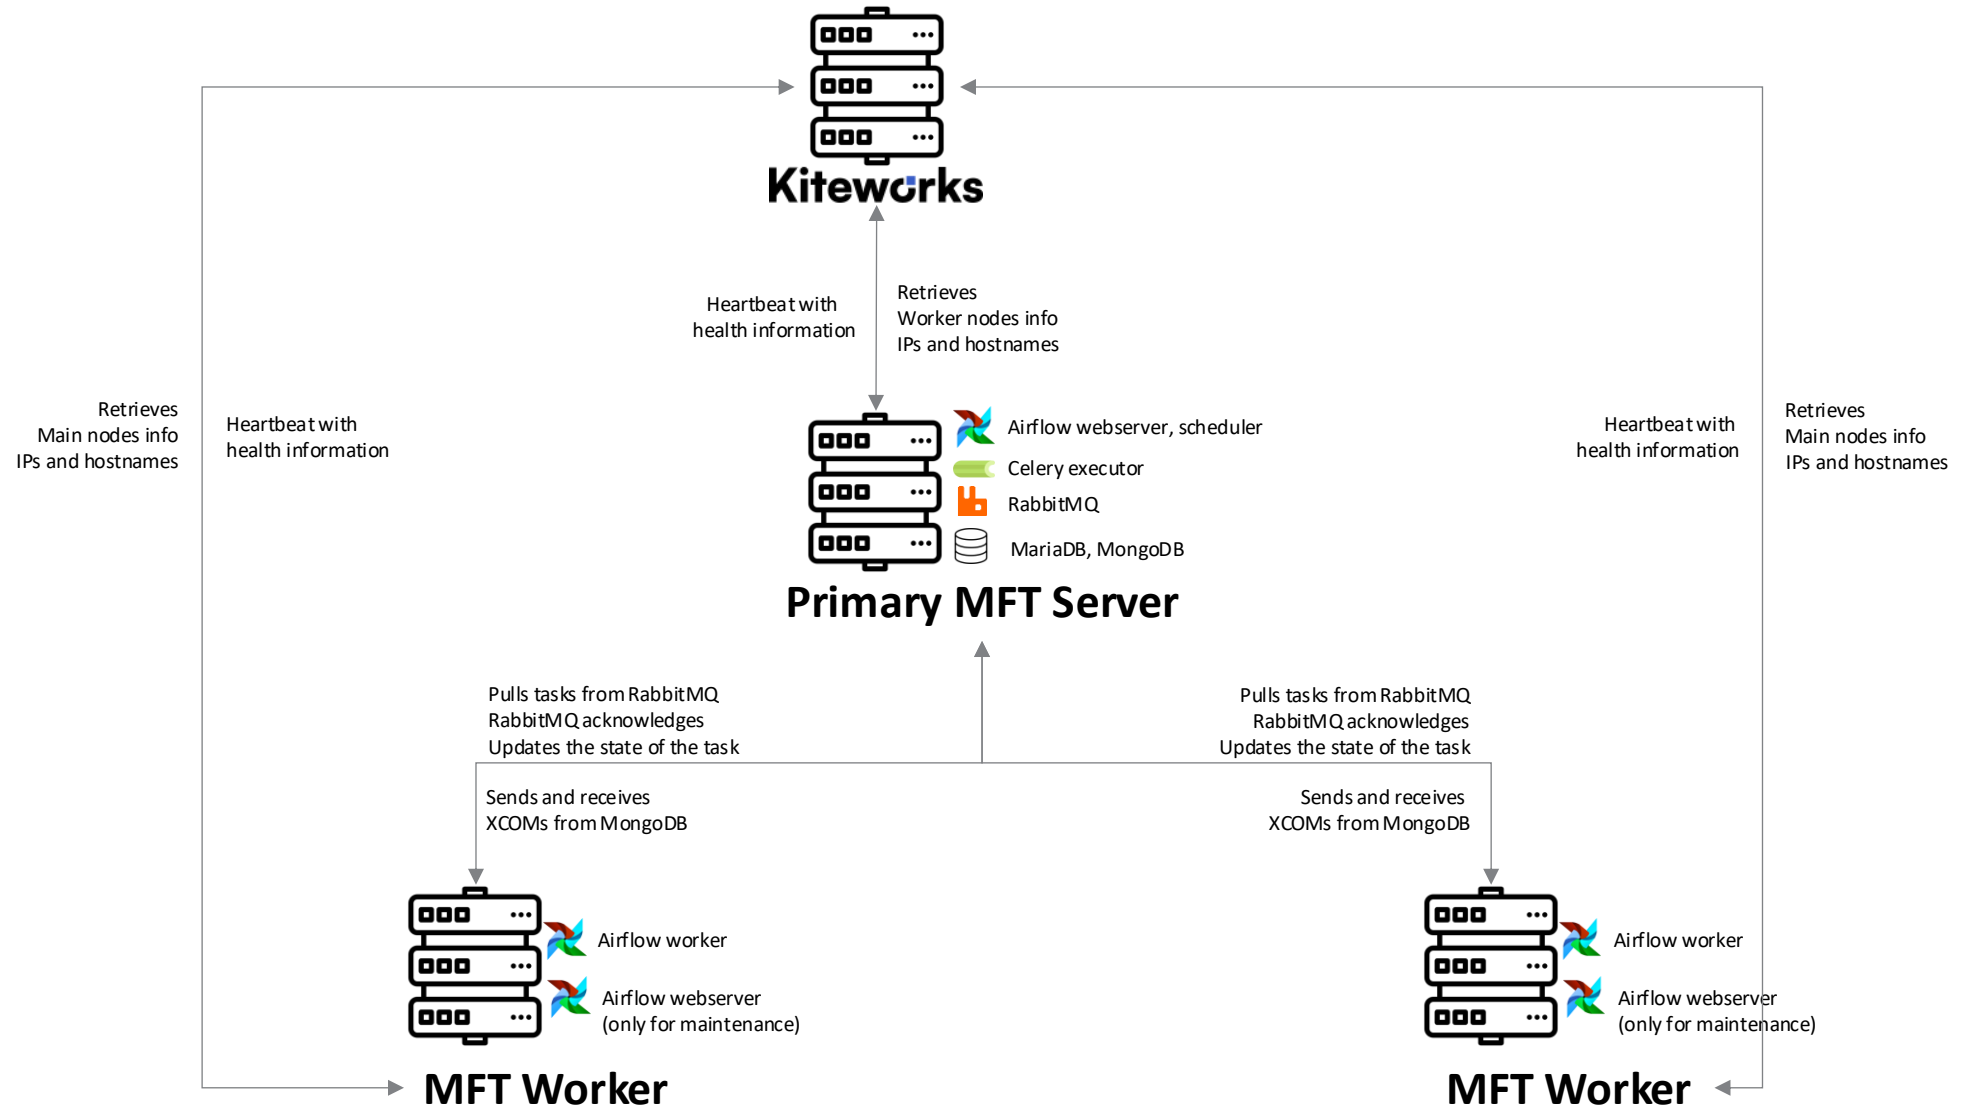 Kiteworks
Heartbeat with
health information
Retrieves
Worker nodes info
IPs and hostnames
Retrieves
Main nodes info
IPs and hostnames
Heartbeat with
health information
Heartbeat with
health information
Retrieves
Main nodes info
IPs and hostnames
Airflow webserver, scheduler
Celery executor
RabbitMQ
MariaDB, MongoDB
Primary MFT Server
Pulls tasks from RabbitMQ
RabbitMQ acknowledges
Updates the state of the task
Sends and receives
XCOMs from MongoDB
Pulls tasks from RabbitMQ
RabbitMQ acknowledges
Updates the state of the task
Sends and receives
XCOMs from MongoDB
Airflow worker
Airflow webserver
(only for maintenance)
MFT Worker
Airflow worker
Airflow webserver
(only for maintenance)
MFT Worker